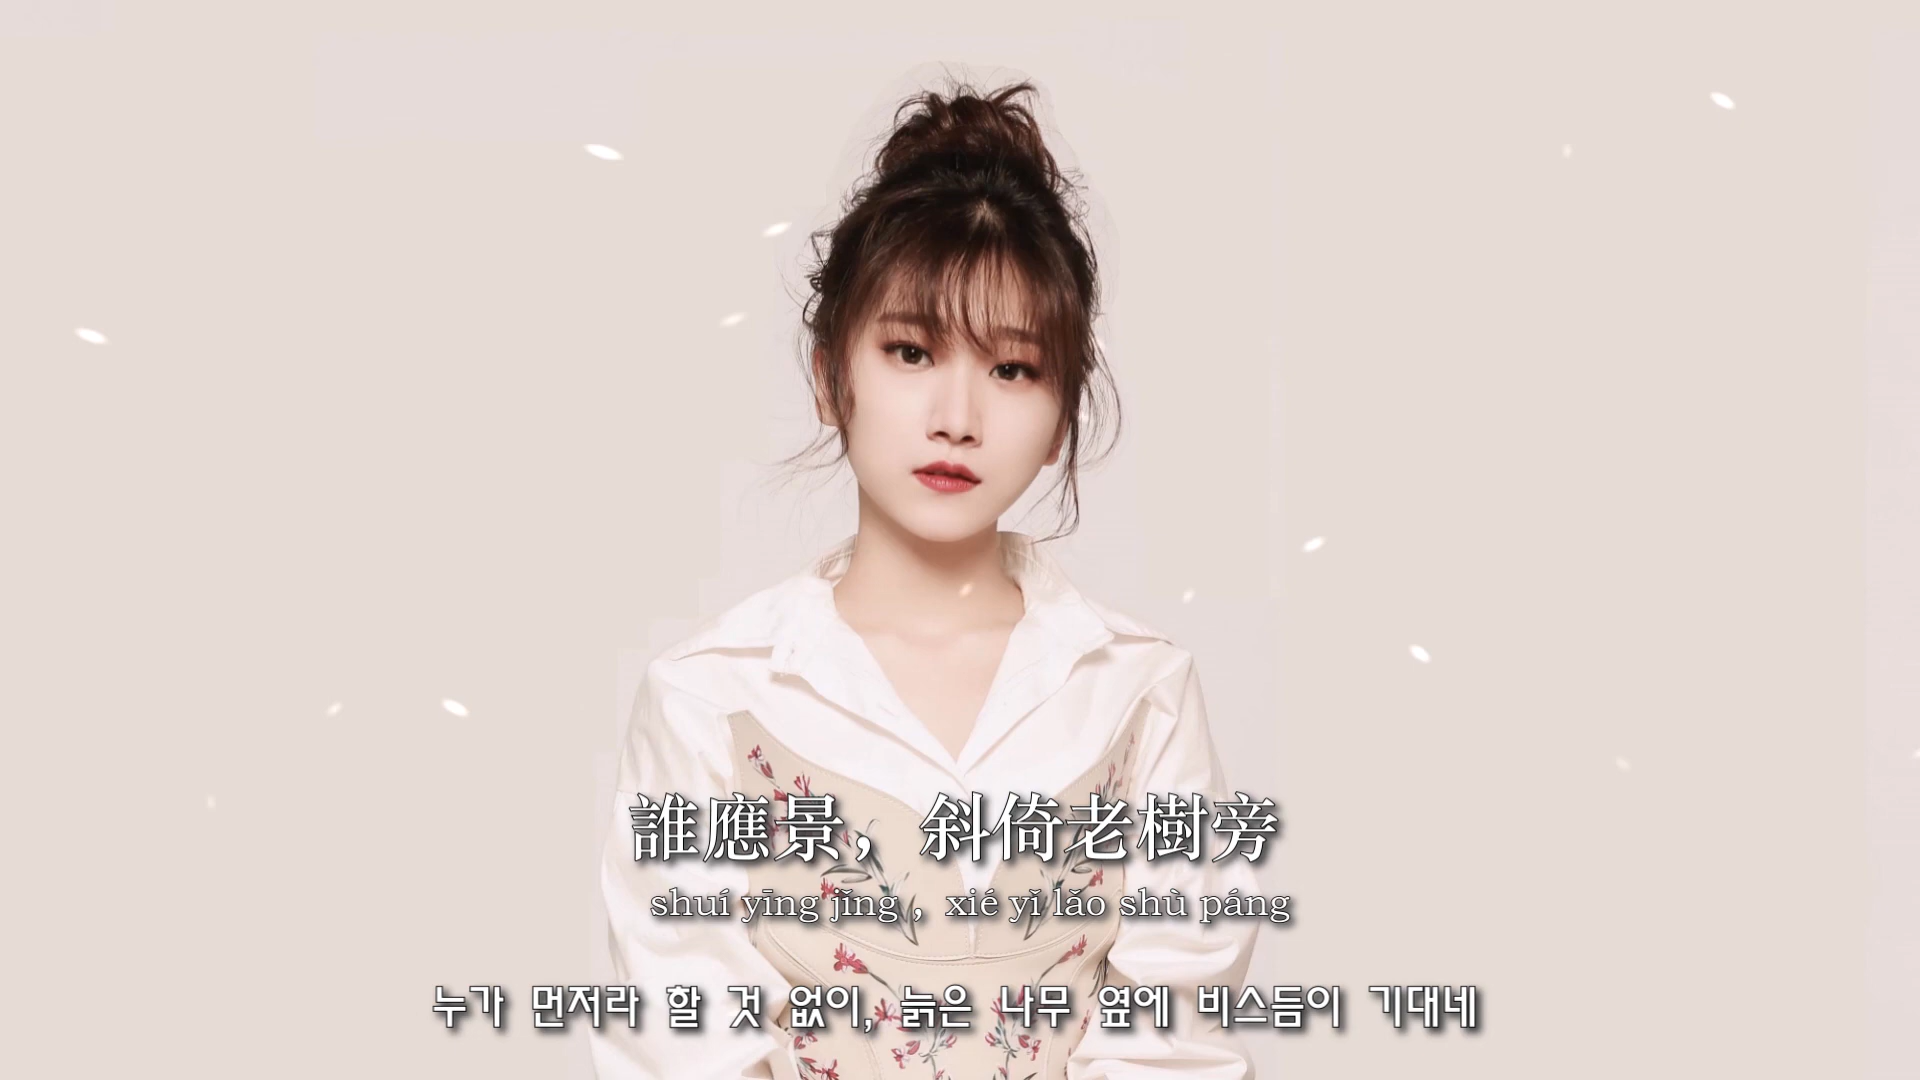 誰應景，斜倚老樹旁
shuí yīng jǐng , xié yǐ lǎo shù páng
누가 먼저라 할 것 없이, 늙은 나무 옆에 비스듬이 기대네